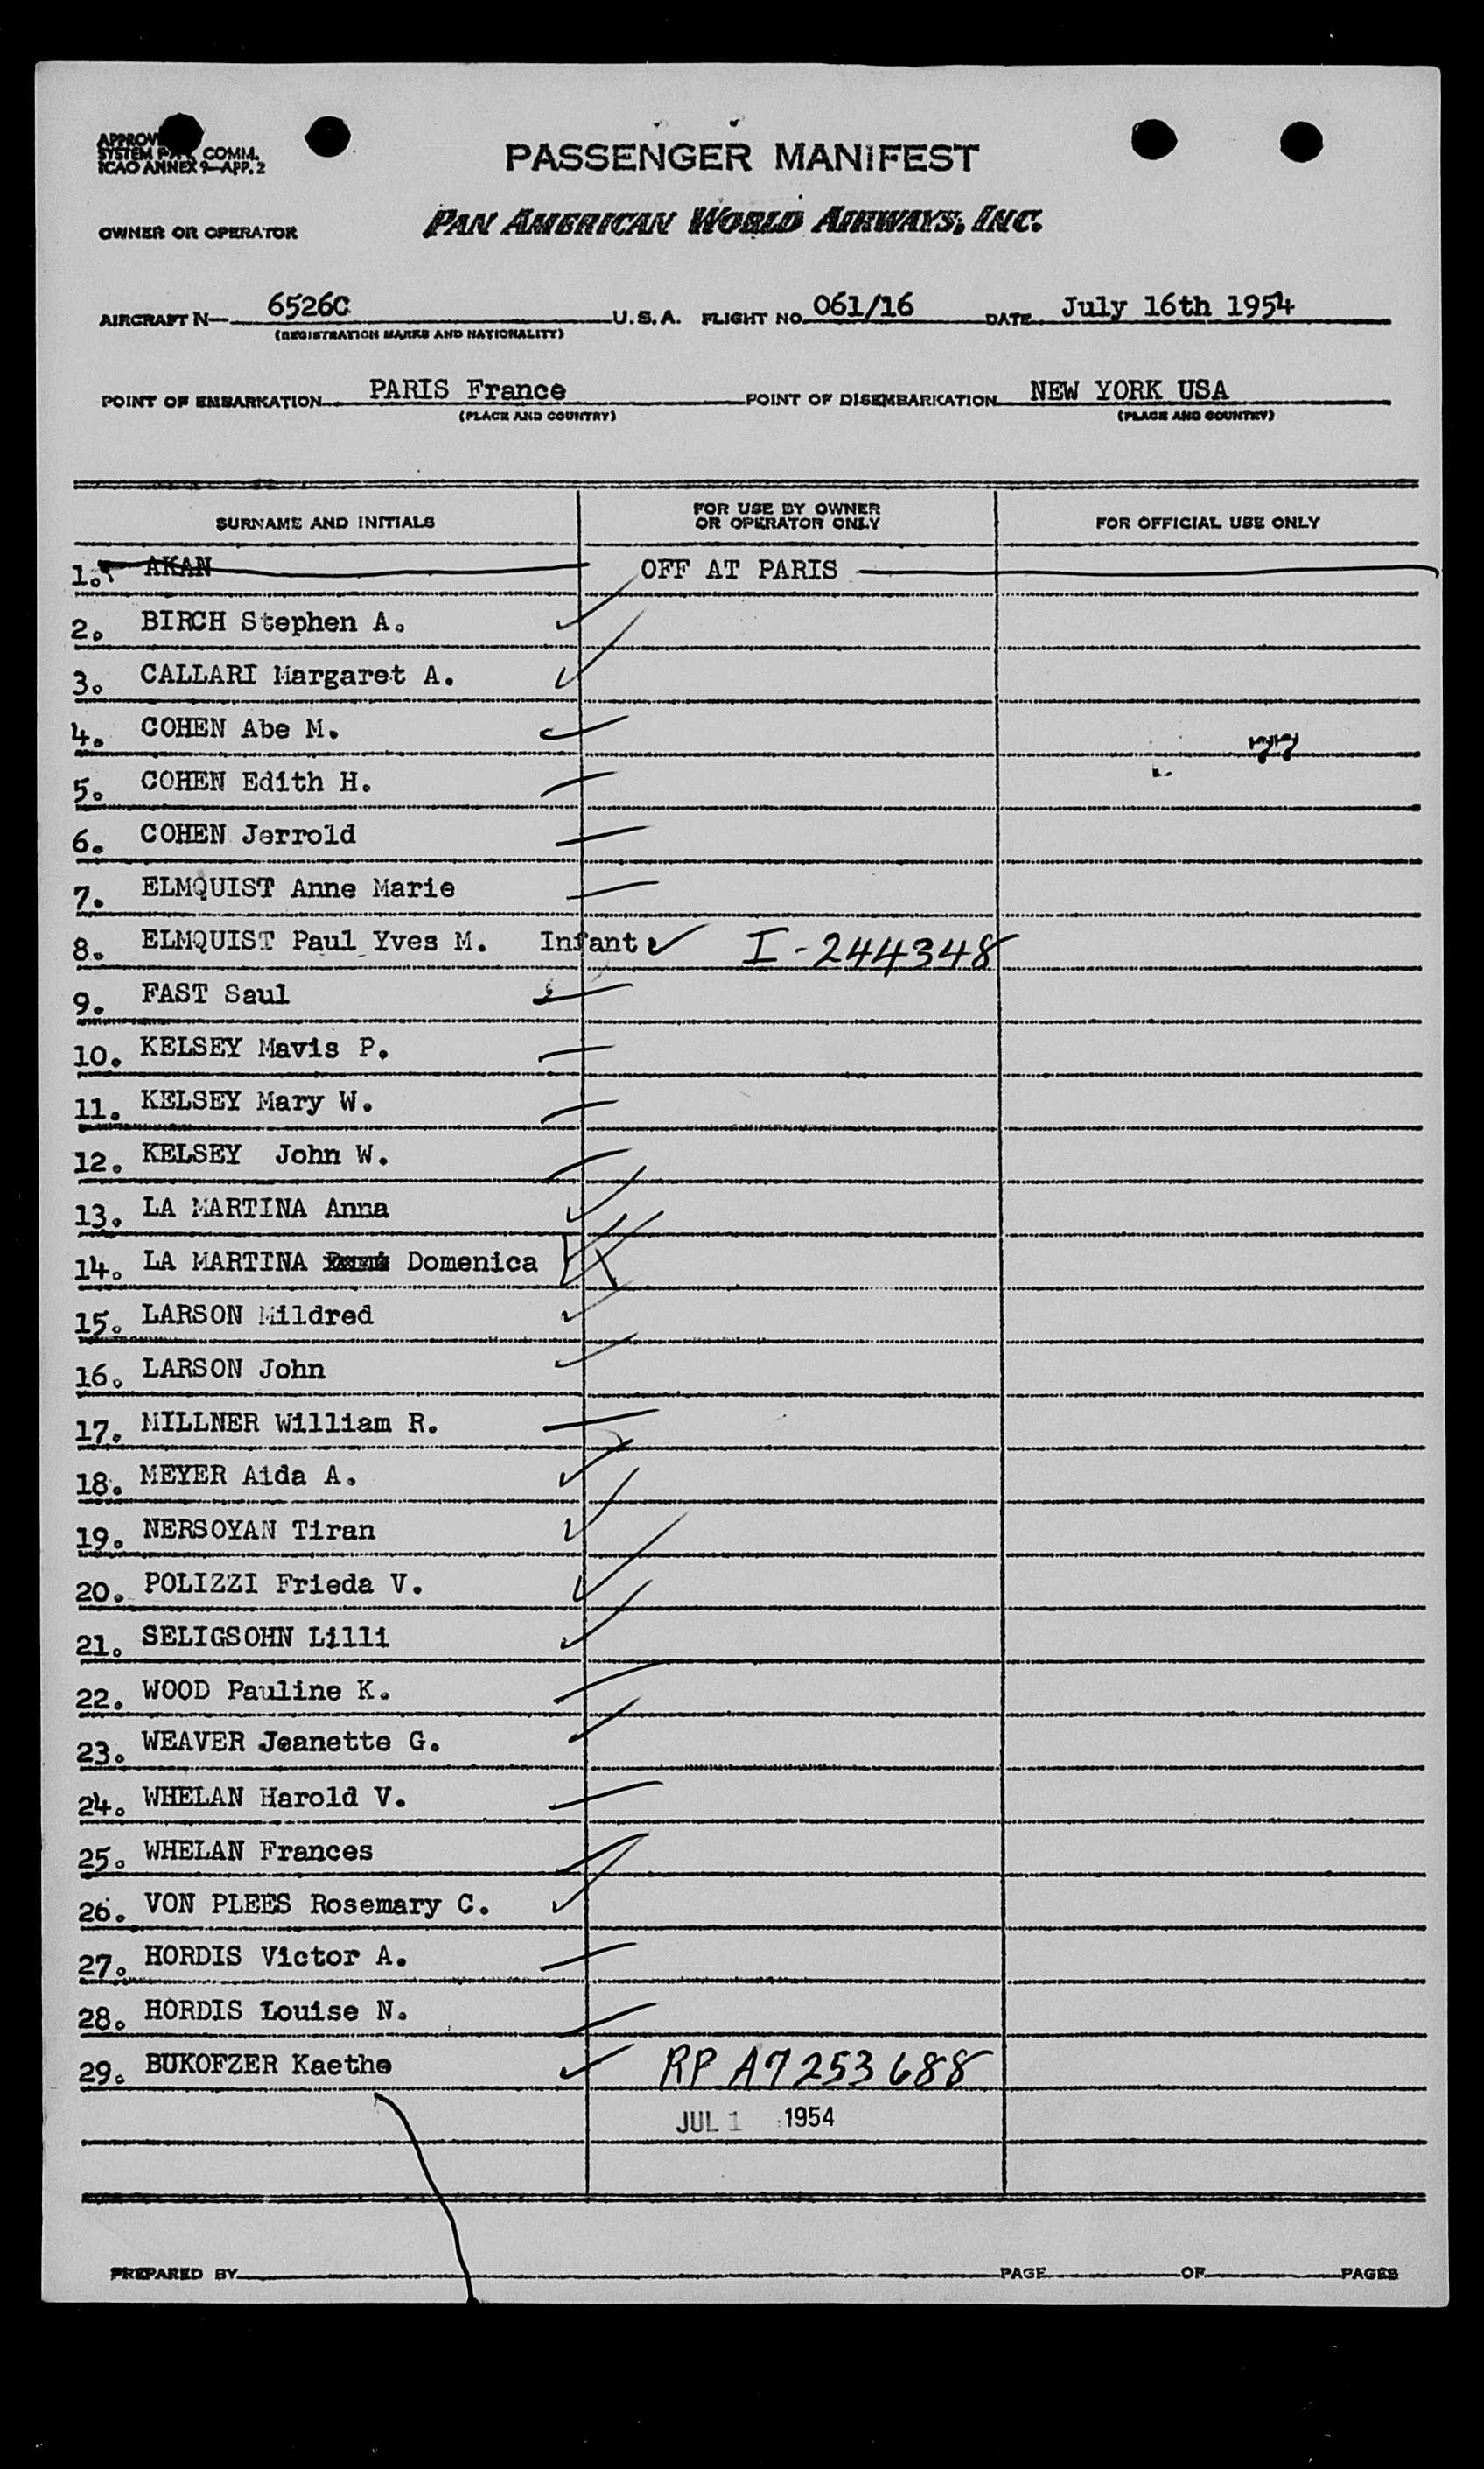 APPROV
SYSTEM P COMM.
ICAO ANNEX 9—APP. 2
PASSENGER MANIFEST
OWNER OR OPERATOR PAN AMERICAN WORLD AIRWAYS, INC.
AIRCRAFT N— 6526C U.S.A. FLIGHT NO. 061/16 DATE July 16th 1954
(REGISTRATION MARKS AND NATIONALITY)
POINT OF EMBARKATION PARIS France POINT OF DISEMBARKATION NEW YORK USA
(PLACE AND COUNTRY) (PLACE AND COUNTRY)
SURNAME AND INITIALS FOR USE BY OWNER OR OPERATOR ONLY FOR OFFICIAL USE ONLY
1. AKAN OFF AT PARIS
2. BIRCH Stephen A.
3. CALLARI Margaret A.
4. COHEN Abe M.
5. COHEN Edith H.
6. COHEN Jerrold
7. ELMQUIST Anne Marie
8. ELMQUIST Paul Yves M. Infant I-244348
9. FAST Saul
10. KELSEY Mavis P.
11. KELSEY Mary W.
12. KELSEY John W.
13. LA MARTINA Anna
14. LA MARTINA Domenica
15. LARSON Mildred
16. LARSON John
17. MILLNER William R.
18. MEYER Aida A.
19. NERSOYAN Tiran
20. POLIZZI Frieda V.
21. SELIGSOHN Lilli
22. WOOD Pauline K.
23. WEAVER Jeanette G.
24. WHELAN Harold V.
25. WHELAN Frances
26. VON PLEES Rosemary C.
27. HORDIS Victor A.
28. HORDIS Louise N.
29. BUKOFZER Kaethe RP A7253688
JUL 1 1954
PREPARED BY PAGE OF PAGES